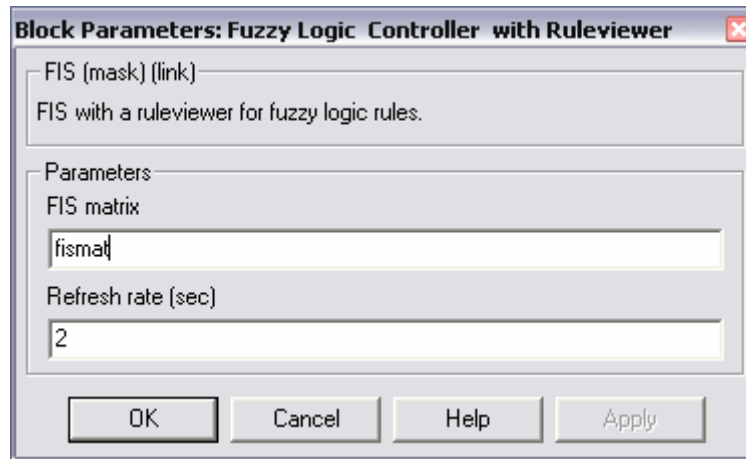 Block Parameters: Fuzzy Logic Controller with Ruleviewer
FIS (mask) (link)
FIS with a ruleviewer for fuzzy logic rules.
Parameters
FIS matrix
fismat
Refresh rate (sec)
2
OK Cancel Help Apply